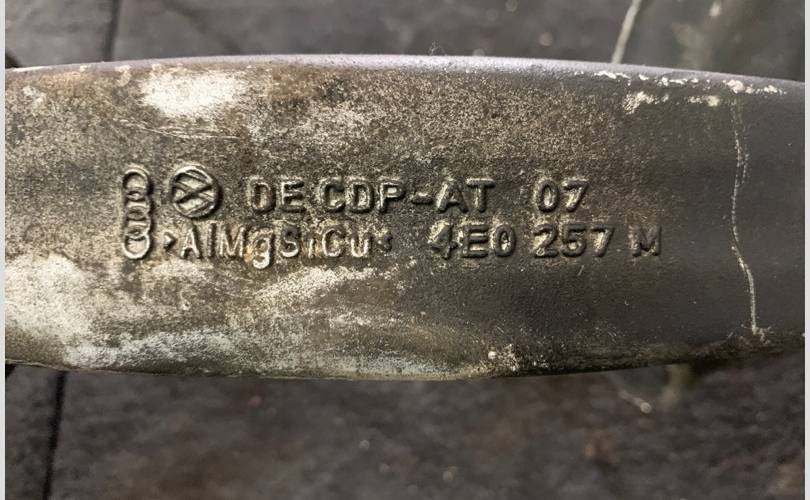 DE CDP-AT 07
>AlMgSiCu< 4E0 257 M